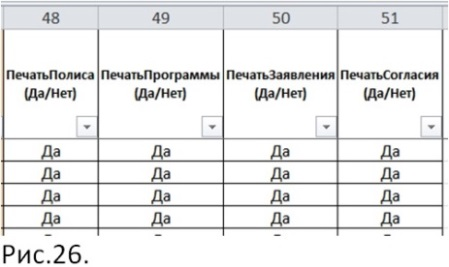 48 49 50 51
ПечатьПолиса ПечатьПрограммы ПечатьЗаявления ПечатьСогласия
(Да/Нет) (Да/Нет) (Да/Нет) (Да/Нет)
Да Да Да Да
Да Да Да Да
Да Да Да Да
Да Да Да Да
Рис.26.